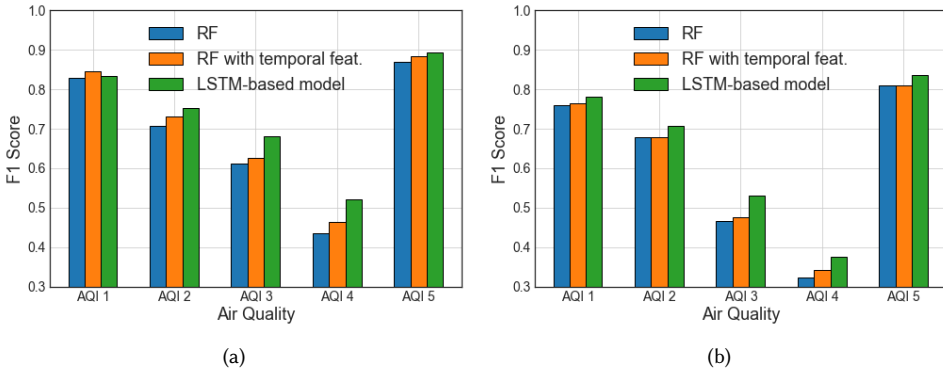 1.0
0.9
0.8
0.7
0.6
0.5
0.4
0.3
F1 Score
RF
RF with temporal feat.
LSTM-based model
AQI 1 AQI 2 AQI 3 AQI 4 AQI 5
Air Quality
(a)
1.0
0.9
0.8
0.7
0.6
0.5
0.4
0.3
F1 Score
RF
RF with temporal feat.
LSTM-based model
AQI 1 AQI 2 AQI 3 AQI 4 AQI 5
Air Quality
(b)